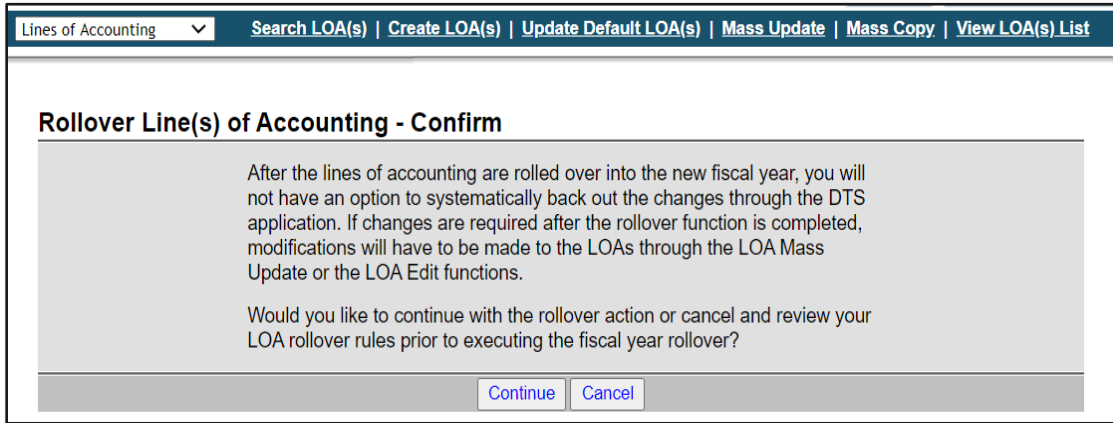 Lines of Accounting Search LOA(s) | Create LOA(s) | Update Default LOA(s) | Mass Update | Mass Copy | View LOA(s) List
Rollover Line(s) of Accounting - Confirm
After the lines of accounting are rolled over into the new fiscal year, you will
not have an option to systematically back out the changes through the DTS
application. If changes are required after the rollover function is completed,
modifications will have to be made to the LOAs through the LOA Mass
Update or the LOA Edit functions.
Would you like to continue with the rollover action or cancel and review your
LOA rollover rules prior to executing the fiscal year rollover?
Continue Cancel